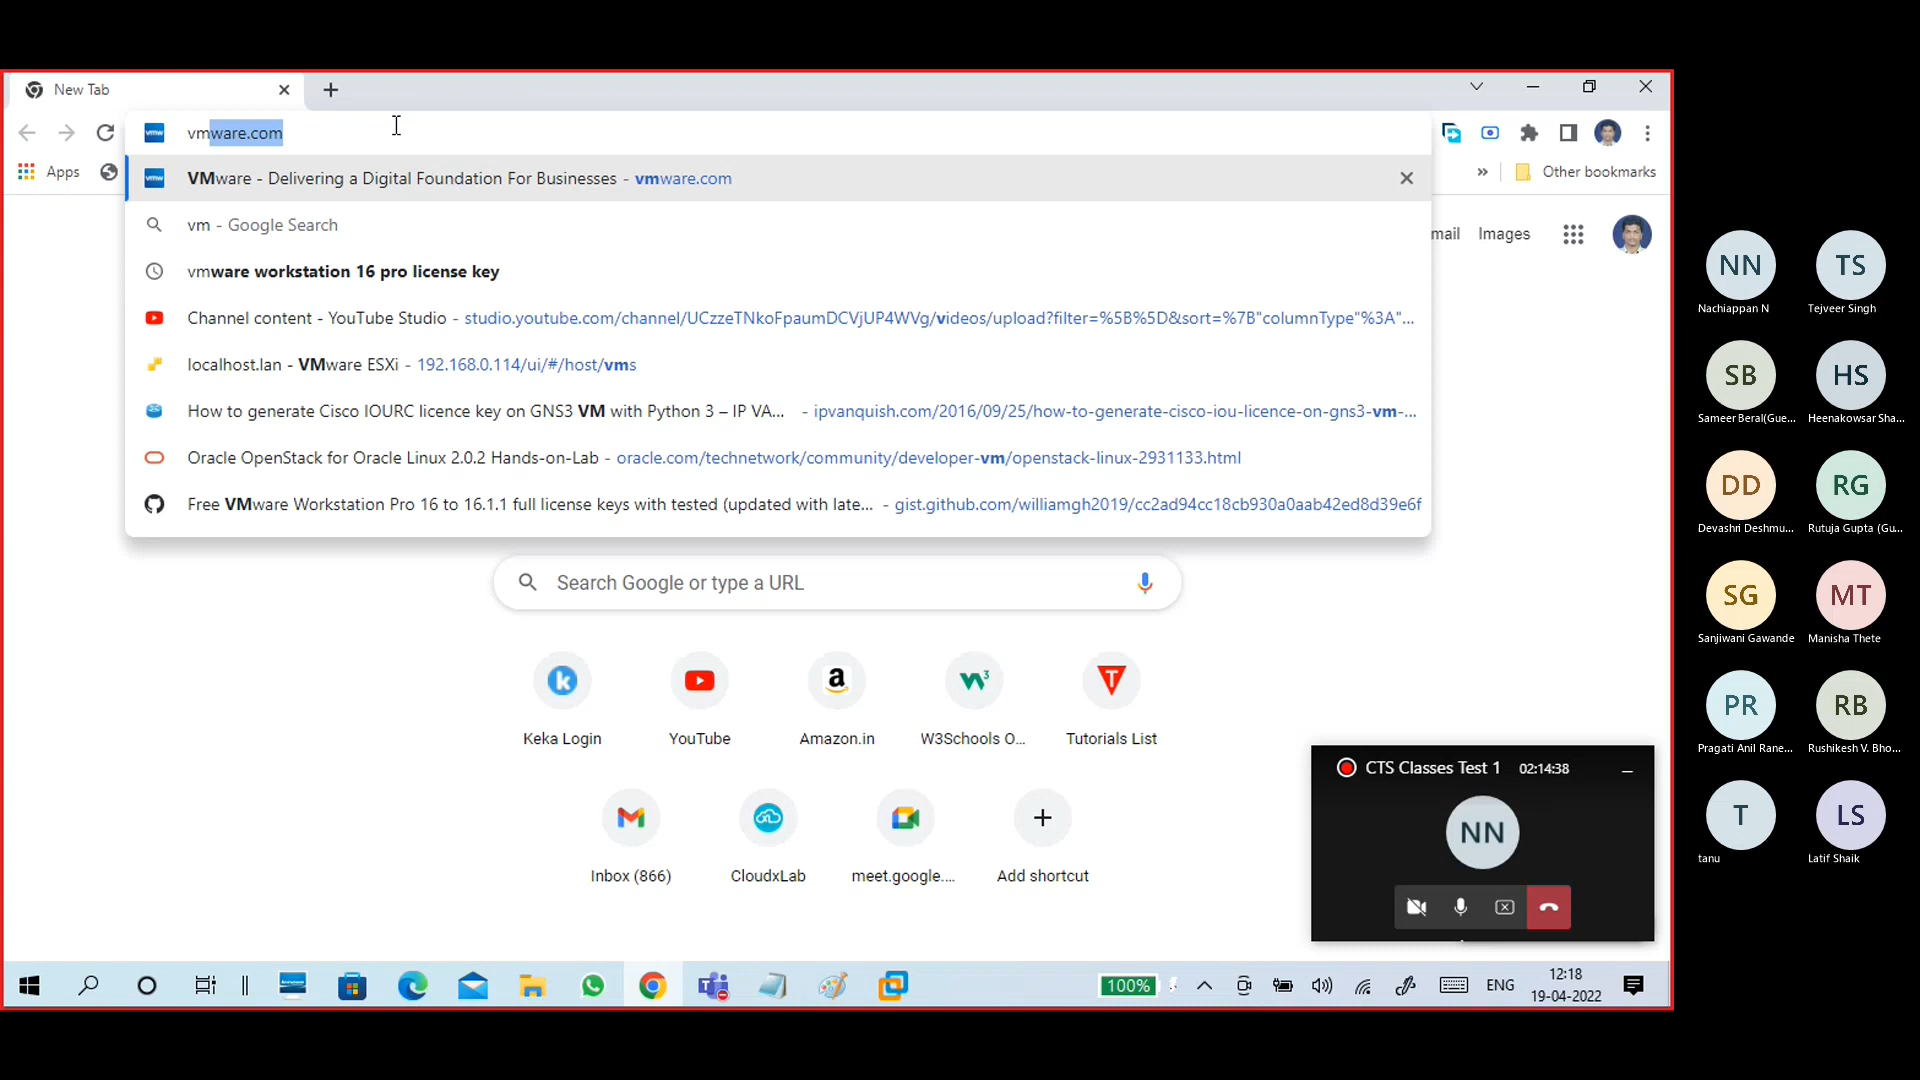 New Tab
vmware.com
Apps
VMware - Delivering a Digital Foundation For Businesses - vmware.com
Other bookmarks
vm - Google Search
mail Images
vmware workstation 16 pro license key
Channel content - YouTube Studio - studio.youtube.com/channel/UCzzeTNkoFpaumDCVjUP4WVg/videos/upload?filter=%5B%5D&sort=%7B"columnType"%3A"...
localhost.lan - VMware ESXi - 192.168.0.114/ui/#/host/vms
How to generate Cisco IOURC licence key on GNS3 VM with Python 3 – IP VA... - ipvanquish.com/2016/09/25/how-to-generate-cisco-iou-licence-on-gns3-vm-...
Oracle OpenStack for Oracle Linux 2.0.2 Hands-on-Lab - oracle.com/technetwork/community/developer-vm/openstack-linux-2931133.html
Free VMware Workstation Pro 16 to 16.1.1 full license keys with tested (updated with late... - gist.github.com/williamgh2019/cc2ad94cc18cb930a0aab42ed8d39e6f
Search Google or type a URL
Keka Login
YouTube
Amazon.in
W3Schools O...
Tutorials List
Inbox (866)
CloudxLab
meet.google....
Add shortcut
CTS Classes Test 1 02:14:38
NN
100%
ENG
12:18
19-04-2022
NN
Nachiappan N
TS
Tejveer Singh
SB
Sameer Beral(Gue...
HS
Heenakowsar Sha...
DD
Devashri Deshmu...
RG
Rutuja Gupta (Gu...
SG
Sanjiwani Gawande
MT
Manisha Thete
PR
Pragati Anil Rane...
RB
Rushikesh V. Bho...
T
tanu
LS
Latif Shaik